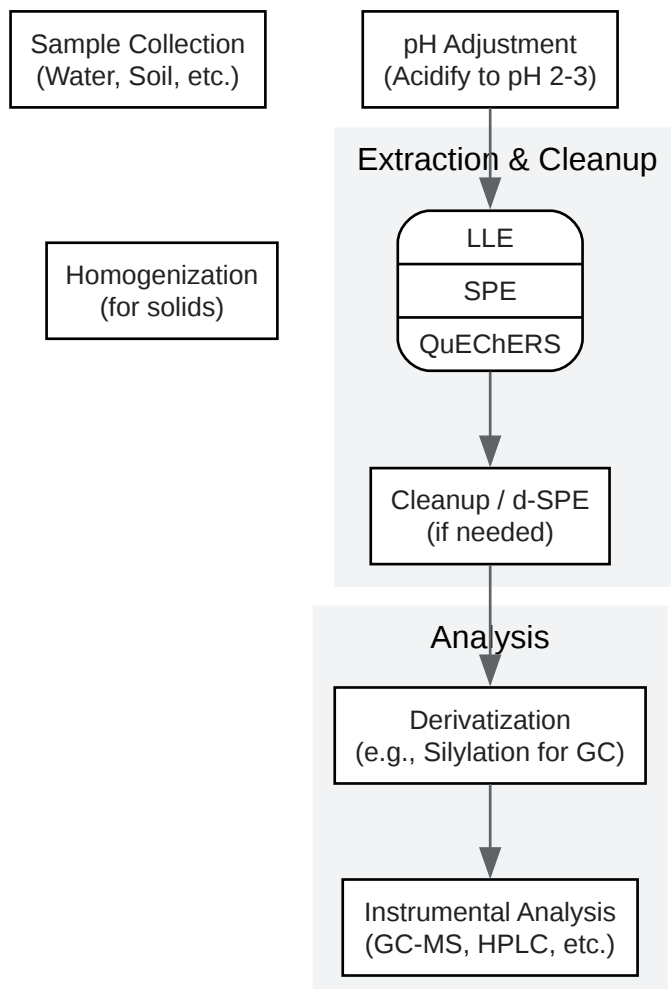 Sample Collection
(Water, Soil, etc.)
pH Adjustment
(Acidify to pH 2-3)
Extraction & Cleanup
LLE
SPE
QuEChERS
Homogenization
(for solids)
Cleanup / d-SPE
(if needed)
Analysis
Derivatization
(e.g., Silylation for GC)
Instrumental Analysis
(GC-MS, HPLC, etc.)